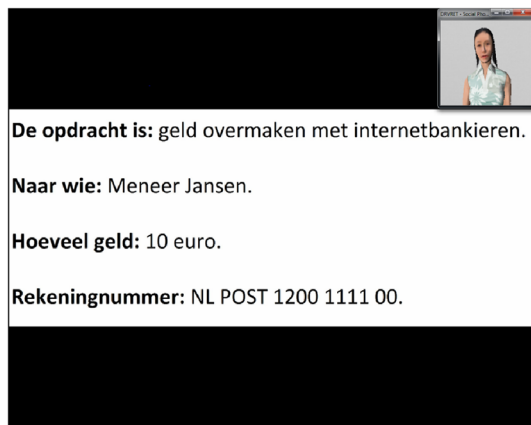 De opdracht is: geld overmaken met internetbankieren.
Naar wie: Meneer Jansen.
Hoeveel geld: 10 euro.
Rekeningnummer: NL POST 1200 1111 00.